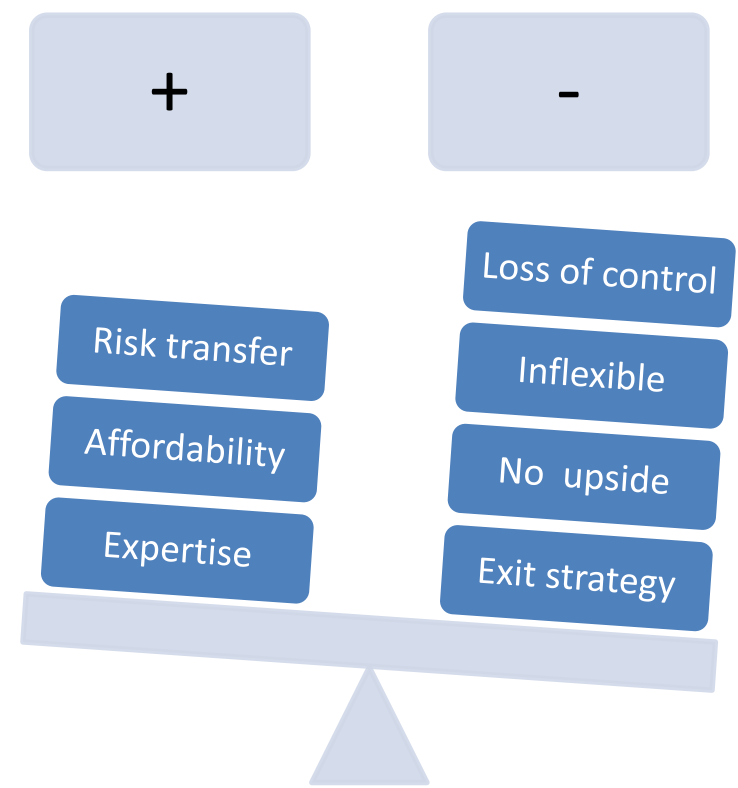 +
-
Risk transfer
Affordability
Expertise
Loss of control
Inflexible
No  upside
Exit strategy